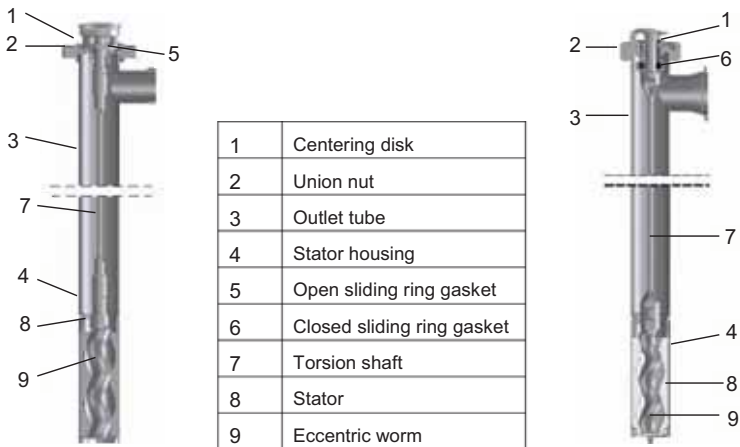 1
2
5
3
7
4
8
9
1 Centering disk
2 Union nut
3 Outlet tube
4 Stator housing
5 Open sliding ring gasket
6 Closed sliding ring gasket
7 Torsion shaft
8 Stator
9 Eccentric worm
1
2
6
3
7
4
8
9